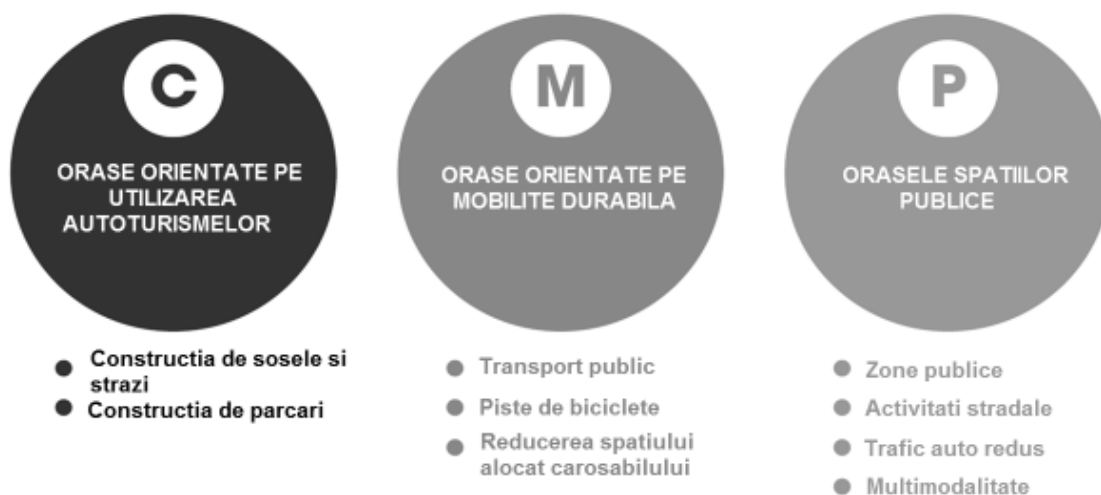 C
ORASE ORIENTATE PE
UTILIZAREA
AUTOTURISMELOR
Constructia de sosele si
strazi
Constructia de parcari
M
ORASE ORIENTATE PE
MOBILITE DURABILA
Transport public
Piste de biciclete
Reducerea spatiului
alocat carosabilului
P
ORASELE SPATIILOR
PUBLICE
Zone publice
Activitati stradale
Trafic auto redus
Multimodalitate